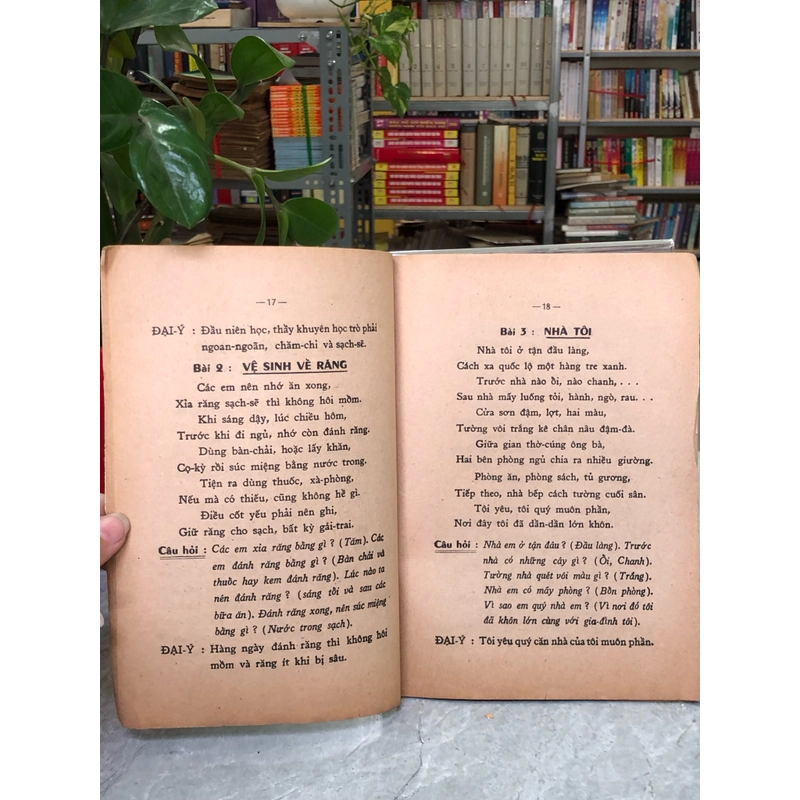 —17—
ĐẠI-Ý : Đầu niên học, thầy khuyên học trò phải
ngoan-ngoãn, chăm-chỉ và sạch-sẽ.
Bài 2 : VỆ SINH VỀ RĂNG
Các em nên nhớ ăn xong,
Xỉa răng sạch-sẽ thì không hôi mồm.
Khi sáng dậy, lúc chiều hôm,
Trước khi đi ngủ, nhớ còn đánh răng.
Dùng bàn-chải, hoặc lấy khăn,
Cọ-kỳ rồi súc miệng bằng nước trong.
Tiện ra dùng thuốc, xà-phòng,
Nếu mà có thiếu, cũng không hề gì.
Điều cốt yếu phải nên ghi,
Giữ răng cho sạch, bất kỳ gái-trai.
Câu hỏi : Các em xỉa răng bằng gì ? (Tăm). Các
em đánh răng bằng gì ? (Bàn chải và
thuốc hay kem đánh răng). Lúc nào ta
nên đánh răng ? (sáng tối và sau các
bữa ăn). Đánh răng xong, nên súc miệng
bằng gì ? (Nước trong sạch).
ĐẠI-Ý : Hàng ngày đánh răng thì không hôi
mồm và răng ít khi bị sâu.
—18—
Bài 3 : NHÀ TÔI
Nhà tôi ở tận đầu làng,
Cách xa quốc lộ một hàng tre xanh.
Trước nhà nào ổi, nào chanh, . . .
Sau nhà mấy luống tỏi, hành, ngò, rau. . .
Cửa sơn đậm, lợt, hai màu,
Tường vôi trắng kẻ chân nâu đậm-đà.
Giữa gian thờ-cúng ông bà,
Hai bên phòng ngủ chia ra nhiều giường.
Phòng ăn, phòng sách, tủ gương,
Tiếp theo, nhà bếp cách tường cuối sân.
Tôi yêu, tôi quý muôn phần,
Nơi đây tôi đã dần-dần lớn khôn.
Câu hỏi : Nhà em ở tận đâu ? (Đầu làng). Trước
nhà có những cây gì ? (Ổi, Chanh).
Tường nhà quét vôi màu gì ? (Trắng).
Nhà em có mấy phòng ? (Bốn phòng).
Vì sao em quý nhà em ? (Vì nơi đó tôi
đã khôn lớn cùng với gia-đình tôi).
ĐẠI-Ý : Tôi yêu quý căn nhà của tôi muôn phần.